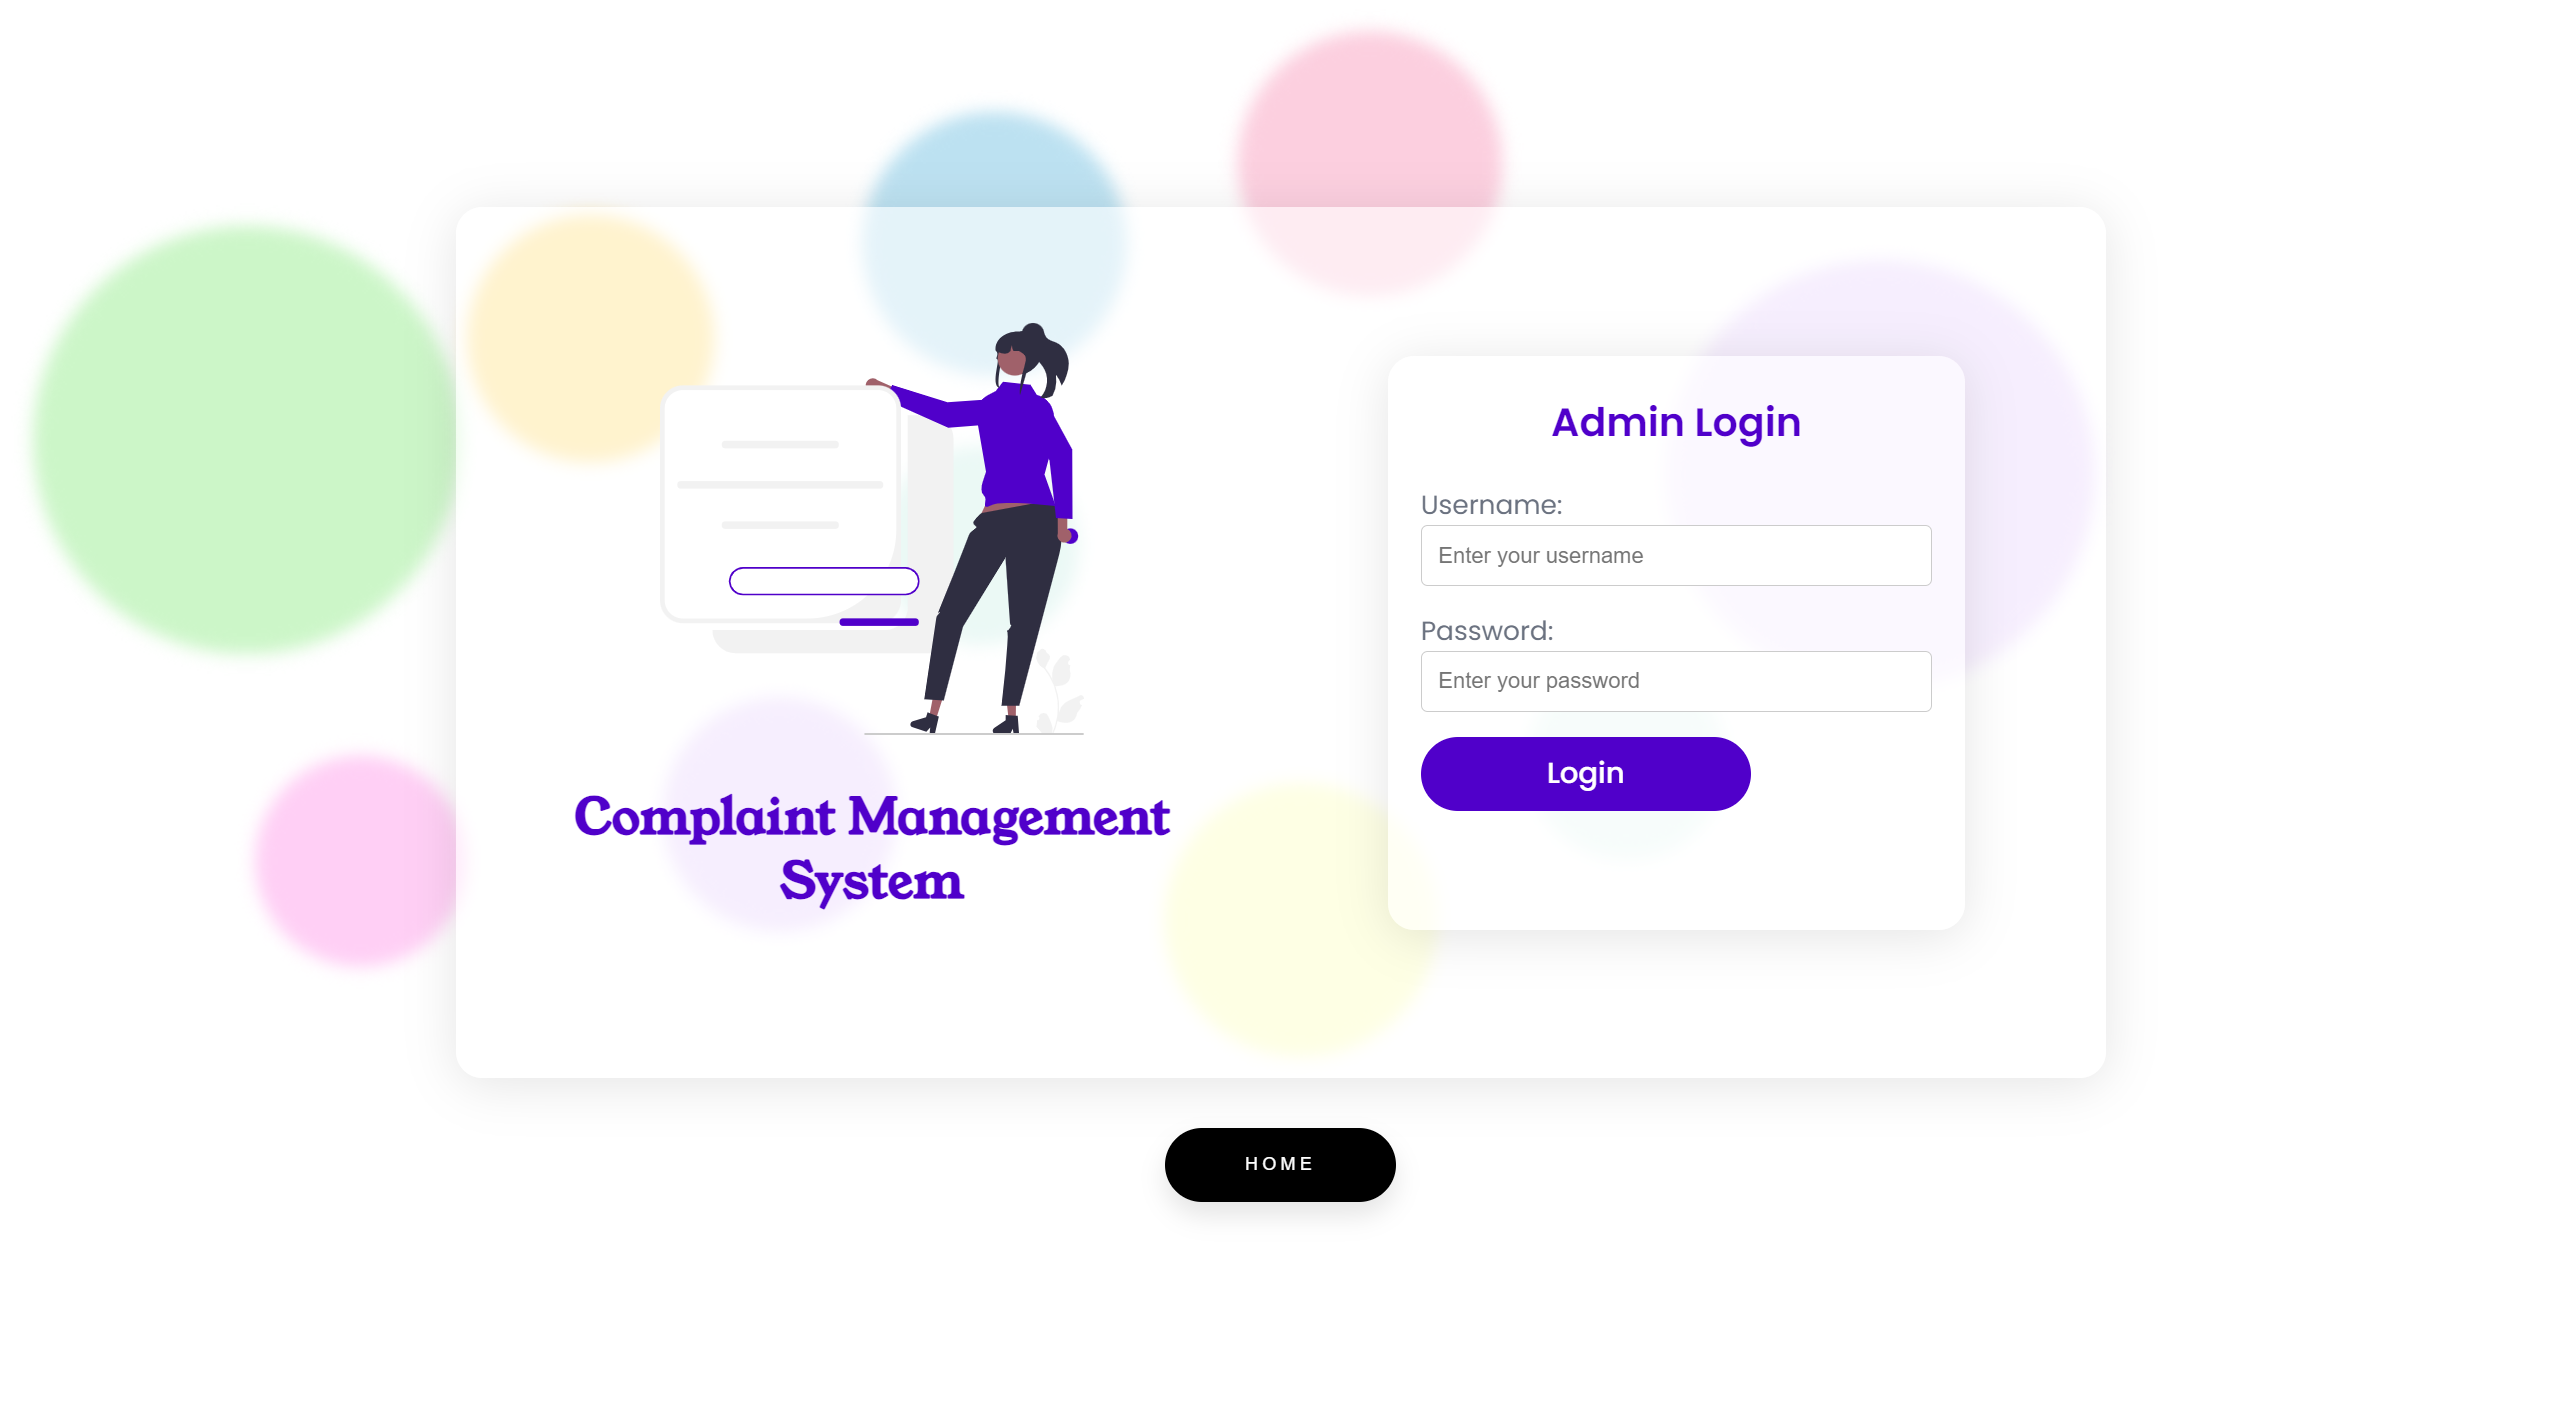 Admin Login
Username:
Enter your username
Password:
Enter your password
Login
Complaint Management
System
HOME